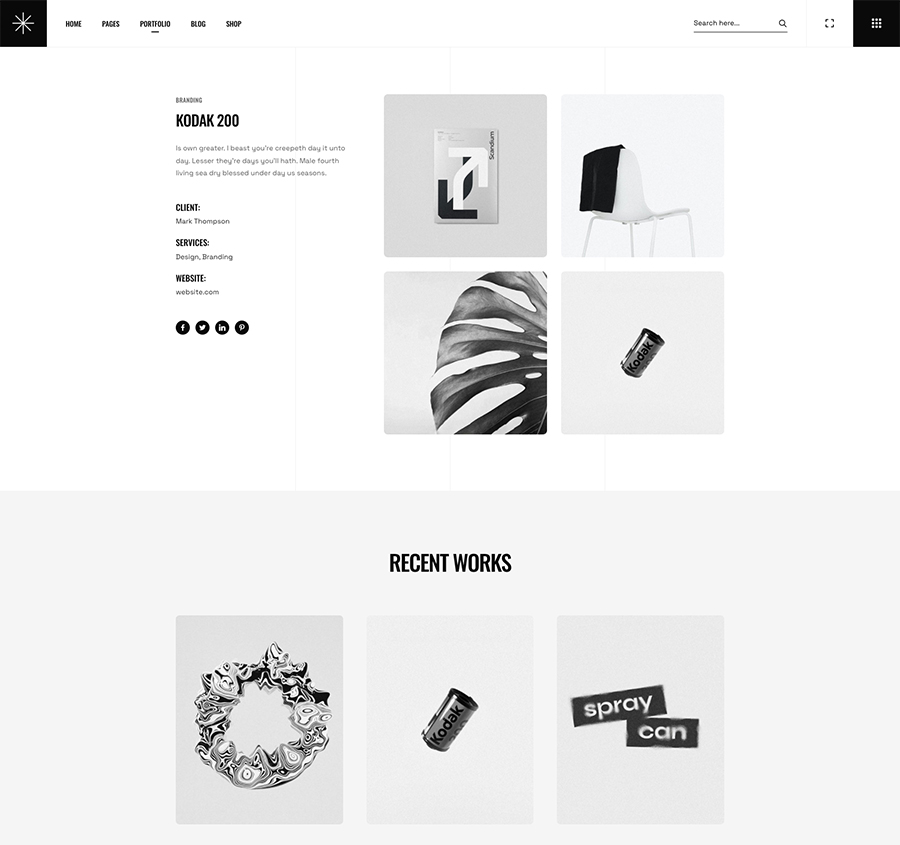 HOME PAGES PORTFOLIO BLOG SHOP
Search here...
BRANDING
KODAK 200
Is own greater. I beast you're creepeth day it unto
day. Lesser they're days you'll hath. Male fourth
living sea dry blessed under day us seasons.
CLIENT:
Mark Thompson
SERVICES:
Design, Branding
WEBSITE:
website.com
Scandium
Kodak
RECENT WORKS
Kodak
spray
can